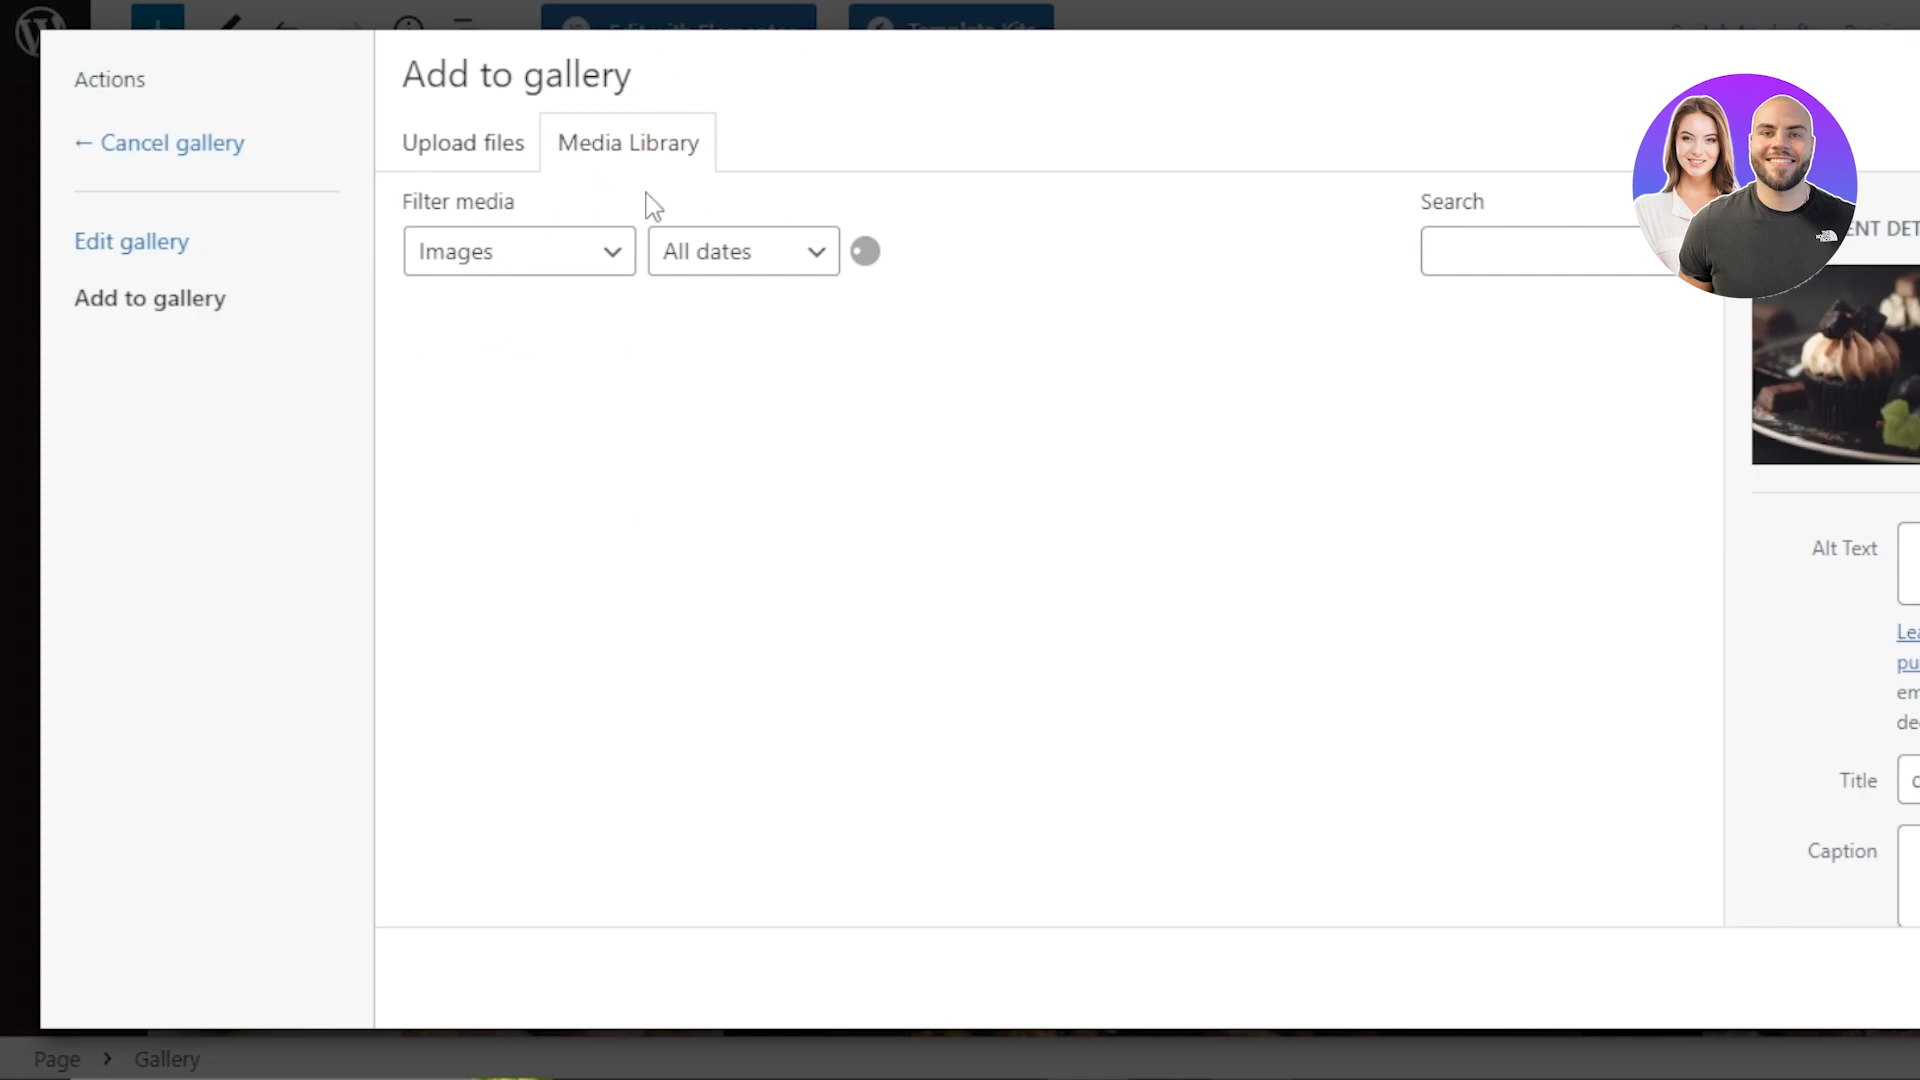 Actions
← Cancel gallery
Edit gallery
Add to gallery
Add to gallery
Upload files
Media Library
Filter media
Images
All dates
Search
Alt Text
Title
Caption
Page > Gallery